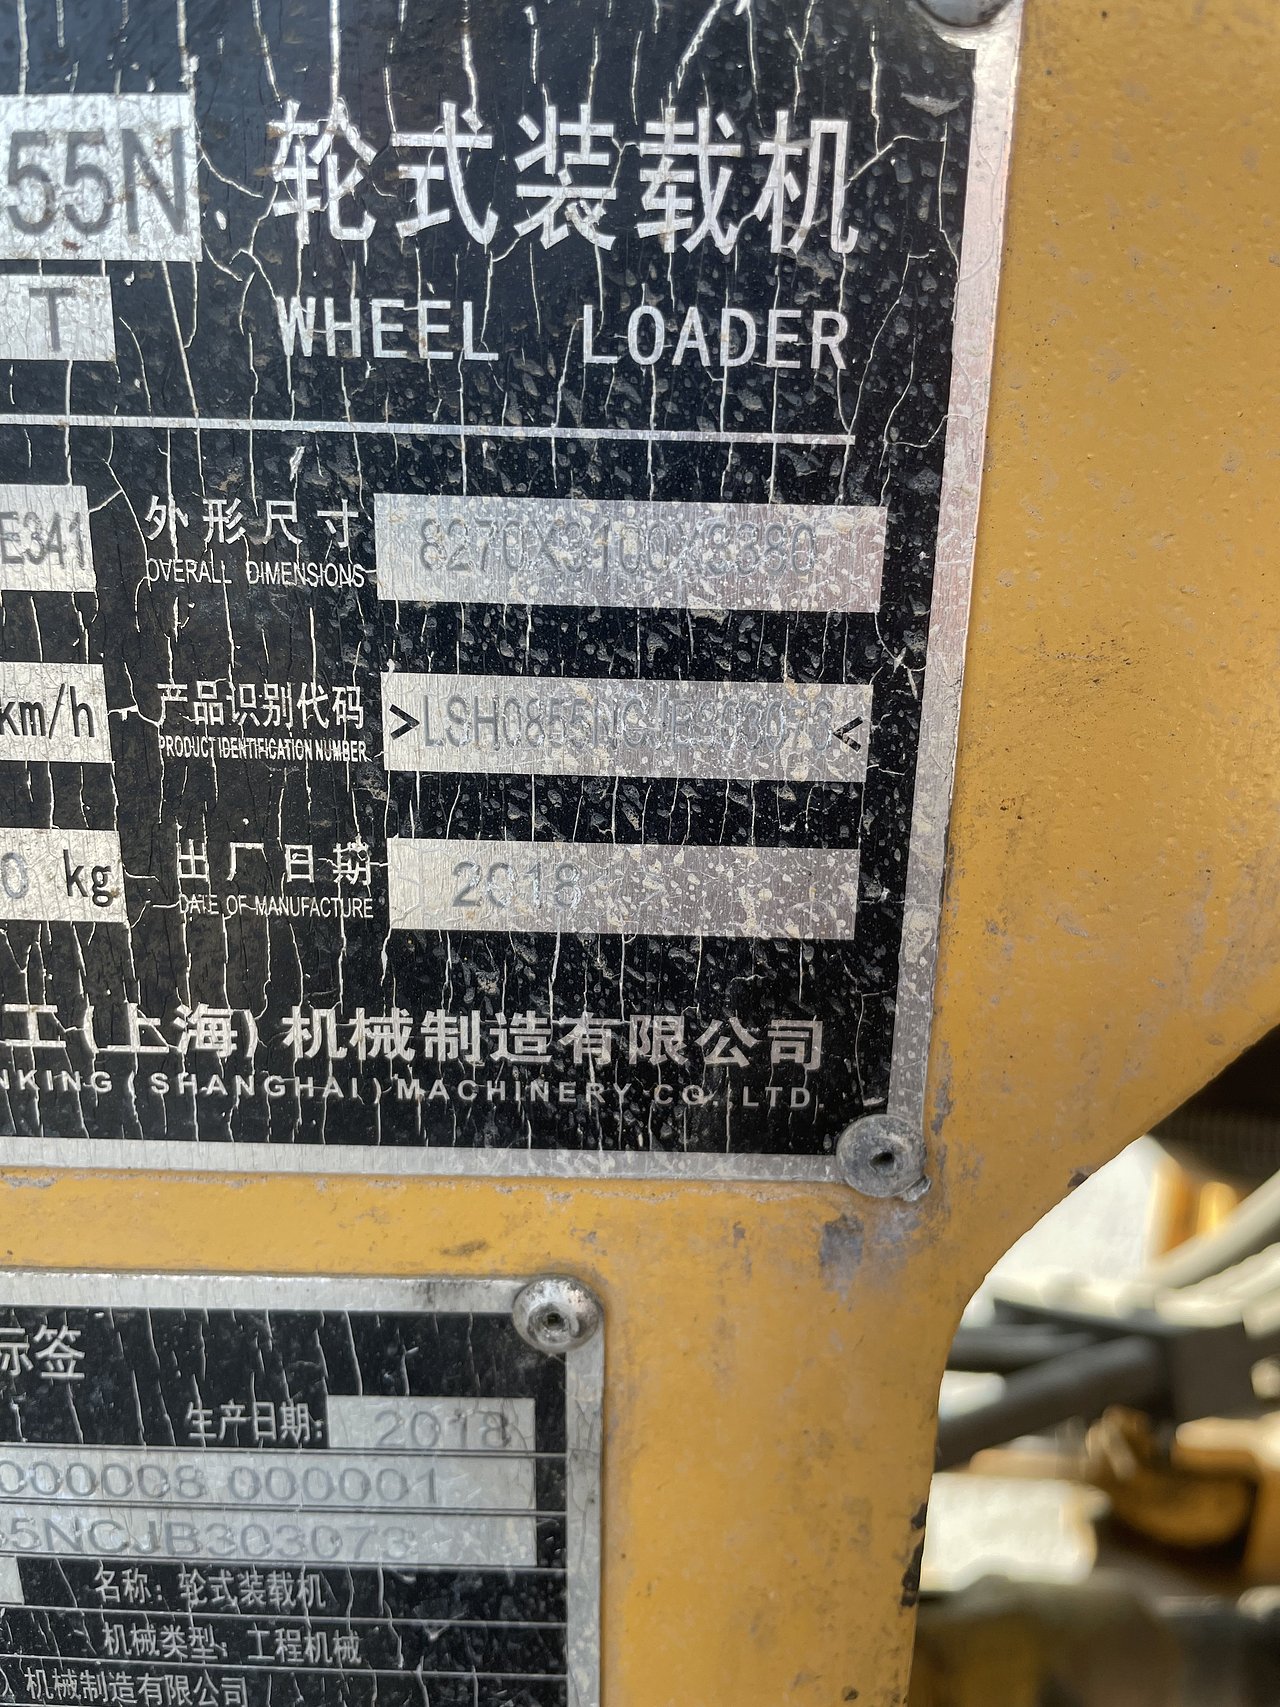 55N 轮式装载机
T WHEEL LOADER
E341 外形尺寸 8270X3100X3380
OVERALL DIMENSIONS
km/h 产品识别代码
PRODUCT IDENTIFICATION NUMBER
0 kg 出厂日期 2018
DATE OF MANUFACTURE
工(上海)机械制造有限公司
NKING (SHANGHAI) MACHINERY CO.,LTD.
标签
生产日期: 2018
000008 000001
5NCJB303073
名称: 轮式装载机
机械类型: 工程机械
) 机械制造有限公司